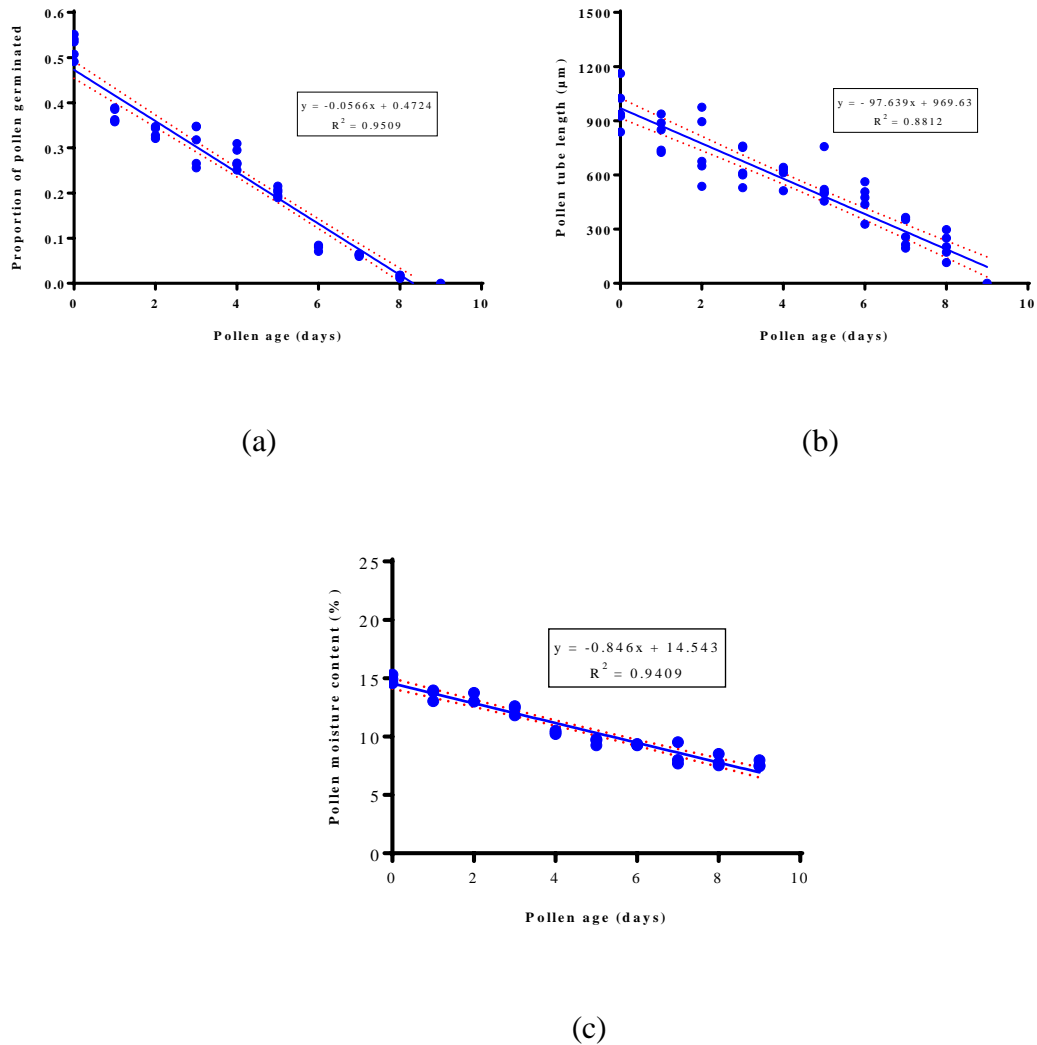 0.6
0.5
0.4
0.3
0.2
0.1
0.0
Proportion of pollen germinated
y = -0.0566x + 0.4724
R² = 0.9509
0 2 4 6 8 10
Pollen age (days)
(a)
1500
1200
900
600
300
0
Pollen tube length (µm)
y = - 97.639x + 969.63
R² = 0.8812
0 2 4 6 8 10
Pollen age (days)
(b)
25
20
15
10
5
0
Pollen moisture content (%)
y = -0.846x + 14.543
R² = 0.9409
0 2 4 6 8 10
Pollen age (days)
(c)